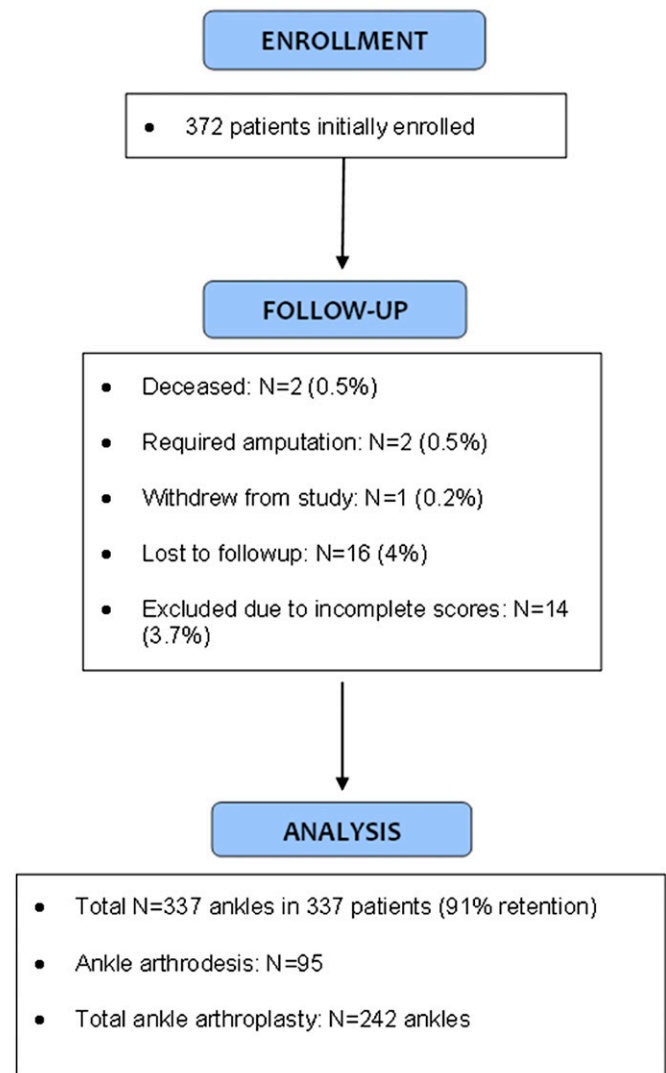 ENROLLMENT
• 372 patients initially enrolled
FOLLOW-UP
• Deceased: N=2 (0.5%)
• Required amputation: N=2 (0.5%)
• Withdrew from study: N=1 (0.2%)
• Lost to followup: N=16 (4%)
• Excluded due to incomplete scores: N=14
(3.7%)
ANALYSIS
• Total N=337 ankles in 337 patients (91% retention)
• Ankle arthrodesis: N=95
• Total ankle arthroplasty: N=242 ankles